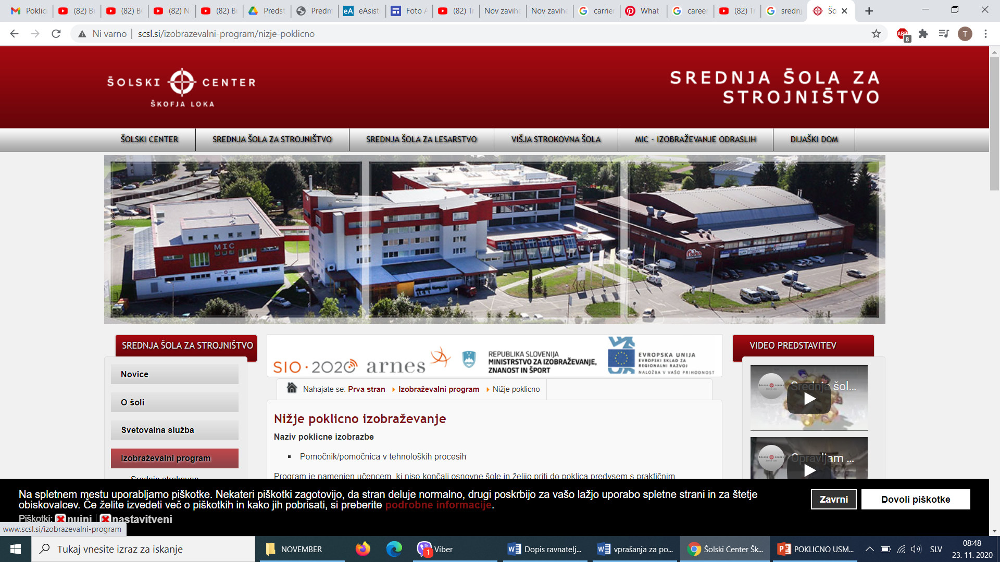 Poklici
(82) Br
(82) B
(82) N
(82) Br
Predst
Predm
eAsist
Foto A
(82) Tr
Nov zavihe
Nov zavihe
carrier
What
career
(82) Tr
srednj
Šo
Ni varno | scsl.si/izobrazevalni-program/nizje-poklicno
ABP
8
T
ŠOLSKI CENTER
ŠKOFJA LOKA
SREDNJA ŠOLA ZA
STROJNIŠTVO
ŠOLSKI CENTER
SREDNJA ŠOLA ZA STROJNIŠTVO
SREDNJA ŠOLA ZA LESARSTVO
VIŠJA STROKOVNA ŠOLA
MIC - IZOBRAŽEVANJE ODRASLIH
DIJAŠKI DOM
MIC
SREDNJA ŠOLA ZA STROJNIŠTVO
Novice
O šoli
Svetovalna služba
Izobraževalni program
Srednje strokovno
SIO·2020 arnes
REPUBLIKA SLOVENIJA
MINISTRSTVO ZA IZOBRAŽEVANJE,
ZNANOST IN ŠPORT
EVROPSKA UNIJA
EVROPSKI SKLAD ZA
REGIONALNI RAZVOJ
NALOŽBA V VAŠO PRIHODNOST
Nahajate se: Prva stran Izobraževalni program Nižje poklicno
Nižje poklicno izobraževanje
Naziv poklicne izobrazbe
Pomočnik/pomočnica v tehnoloških procesih
Program je namenjen učencem, ki niso končali osnovne šole in želijo priti do poklica predvsem s praktičnim
VIDEO PREDSTAVITEV
Srednja šol...
Opravljam ...
Na spletnem mestu uporabljamo piškotke. Nekateri piškotki zagotovijo, da stran deluje normalno, drugi poskrbijo za vašo lažjo uporabo spletne strani in za štetje
obiskovalcev. Če želite izvedeti več o piškotkih in kako jih pobrisati, si preberite podrobne informacije.
Piškotki: nujni | nastavitveni
Zavrni
Dovoli piškotke
www.scsl.si/izobrazevalni-program
Tukaj vnesite izraz za iskanje
NOVEMBER
1
Viber
Dopis ravnatelj...
vprašanja za po...
Šolski Center Šk...
POKLICNO USM...
SLV
08:48
23. 11. 2020